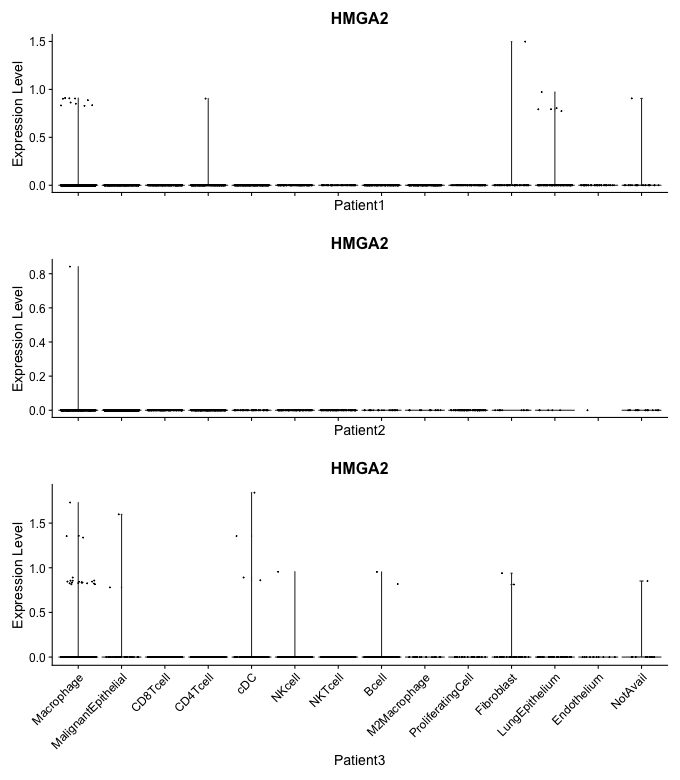 HMGA2
Expression Level
1.5
1.0
0.5
0.0
Patient1
HMGA2
Expression Level
0.8
0.6
0.4
0.2
0.0
Patient2
HMGA2
Expression Level
1.5
1.0
0.5
0.0
Macrophage
MalignantEpithelial
CD8Tcell
CD4Tcell
cDC
NKcell
NKTcell
Bcell
M2Macrophage
ProliferatingCell
Fibroblast
LungEpithelium
Endothelium
NotAvail
Patient3